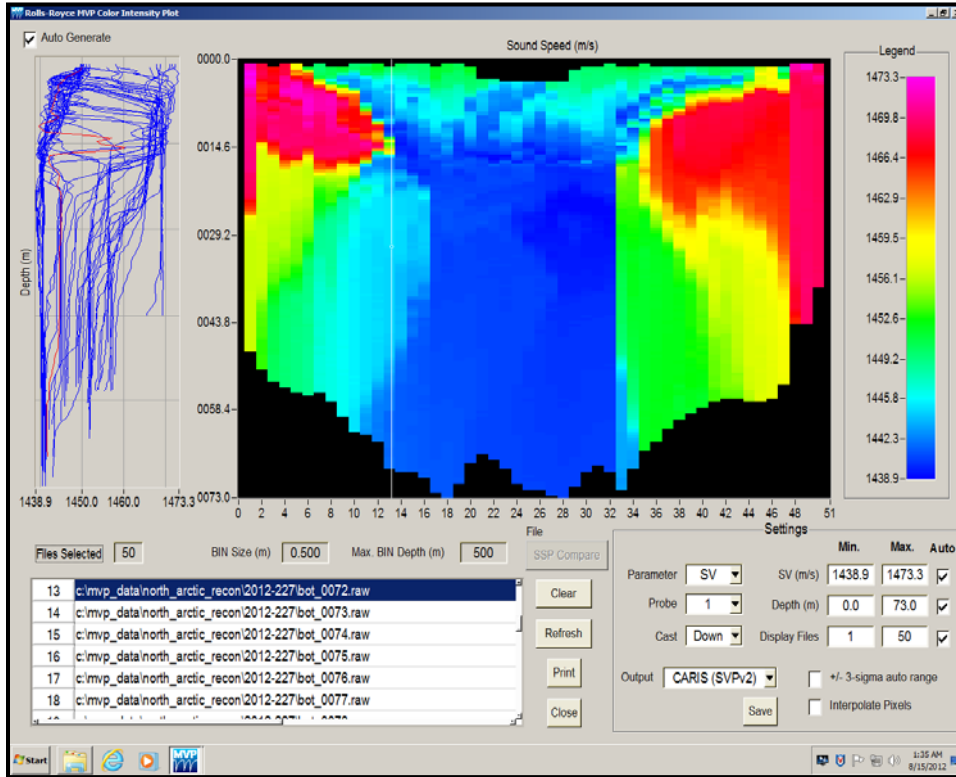 Rolls-Royce MVP Color Intensity Plot
Auto Generate
Sound Speed (m/s)
Legend
Depth (m)
1438.9 1450.0 1460.0 1473.3
0000.0
0014.6
0029.2
0043.8
0058.4
0073.0
0 2 4 6 8 10 12 14 16 18 20 22 24 26 28 30 32 34 36 38 40 42 44 46 48 51
1473.3
1469.8
1466.4
1463.0
1459.5
1456.1
1452.6
1449.2
1445.8
1442.3
1438.9
Files Selected 50
BIN Size (m) 0.500
Max. BIN Depth (m) 500
13 c:\mvp_data\north_arctic_recon\2012-227\bot_0072.raw
14 c:\mvp_data\north_arctic_recon\2012-227\bot_0073.raw
15 c:\mvp_data\north_arctic_recon\2012-227\bot_0074.raw
16 c:\mvp_data\north_arctic_recon\2012-227\bot_0075.raw
17 c:\mvp_data\north_arctic_recon\2012-227\bot_0076.raw
18 c:\mvp_data\north_arctic_recon\2012-227\bot_0077.raw
File
SSP Compare
Clear
Refresh
Print
Close
Settings
Min. Max. Auto
Parameter SV
SV (m/s) 1438.9 1473.3
Probe 1
Depth (m) 0.0 73.0
Cast Down
Display Files 1 50
Output CARIS (SVPv2)
+/- 3-sigma auto range
Interpolate Pixels
Save
Start
MVP
1:35 AM
8/15/2012